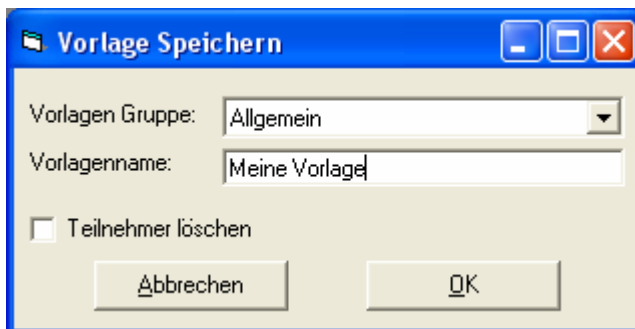 Vorlage Speichern
Vorlagen Gruppe: Allgemein
Vorlagenname: Meine Vorlage
Teilnehmer löschen
Abbrechen OK